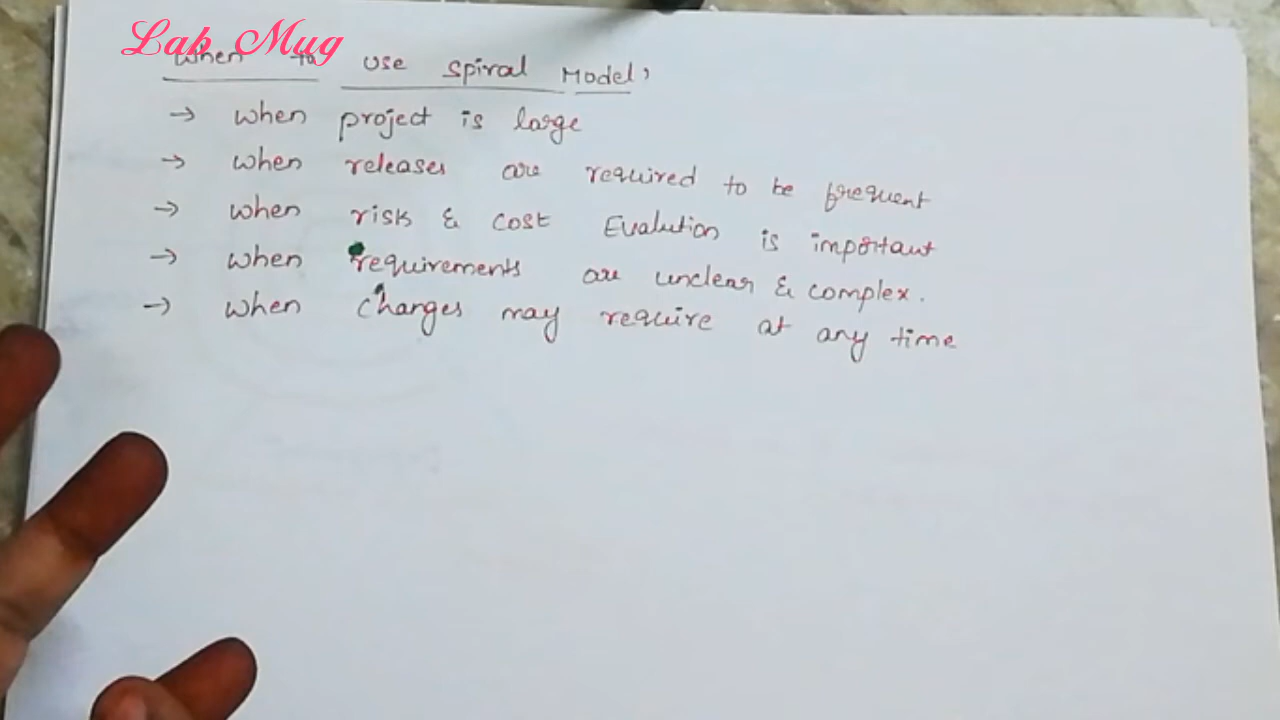 Lab Mug
When to use spiral Model,
→ when project is large
→ when releases are required to be frequent
→ when risk & cost Evalution is important
→ when requirements are unclear & complex.
→ when changes may require at any time